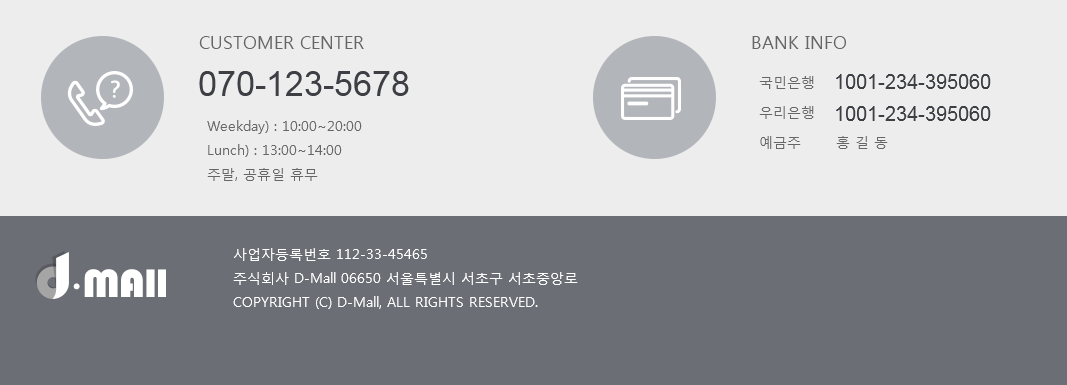 CUSTOMER CENTER
070-123-5678
Weekday) : 10:00~20:00
Lunch) : 13:00~14:00
주말, 공휴일 휴무
BANK INFO
국민은행 1001-234-395060
우리은행 1001-234-395060
예금주 홍 길 동
d·mall
사업자등록번호 112-33-45465
주식회사 D-Mall 06650 서울특별시 서초구 서초중앙로
COPYRIGHT (C) D-Mall, ALL RIGHTS RESERVED.